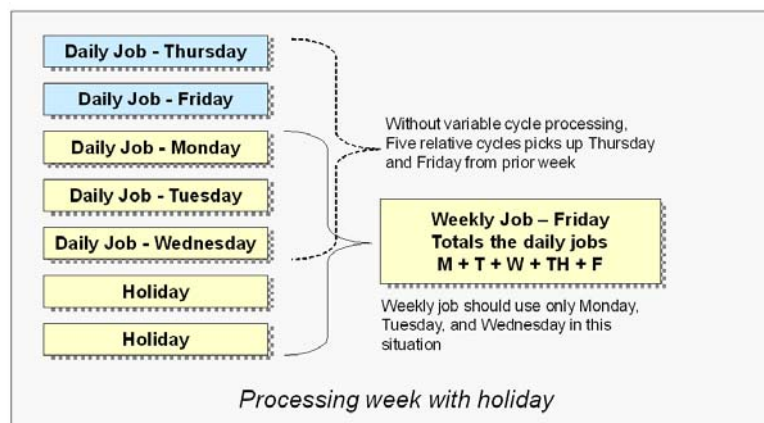 Daily Job - Thursday
Daily Job - Friday
Daily Job - Monday
Daily Job - Tuesday
Daily Job - Wednesday
Holiday
Holiday
Without variable cycle processing,
Five relative cycles picks up Thursday
and Friday from prior week
Weekly Job – Friday
Totals the daily jobs
M + T + W + TH + F
Weekly job should use only Monday,
Tuesday, and Wednesday in this
situation
Processing week with holiday